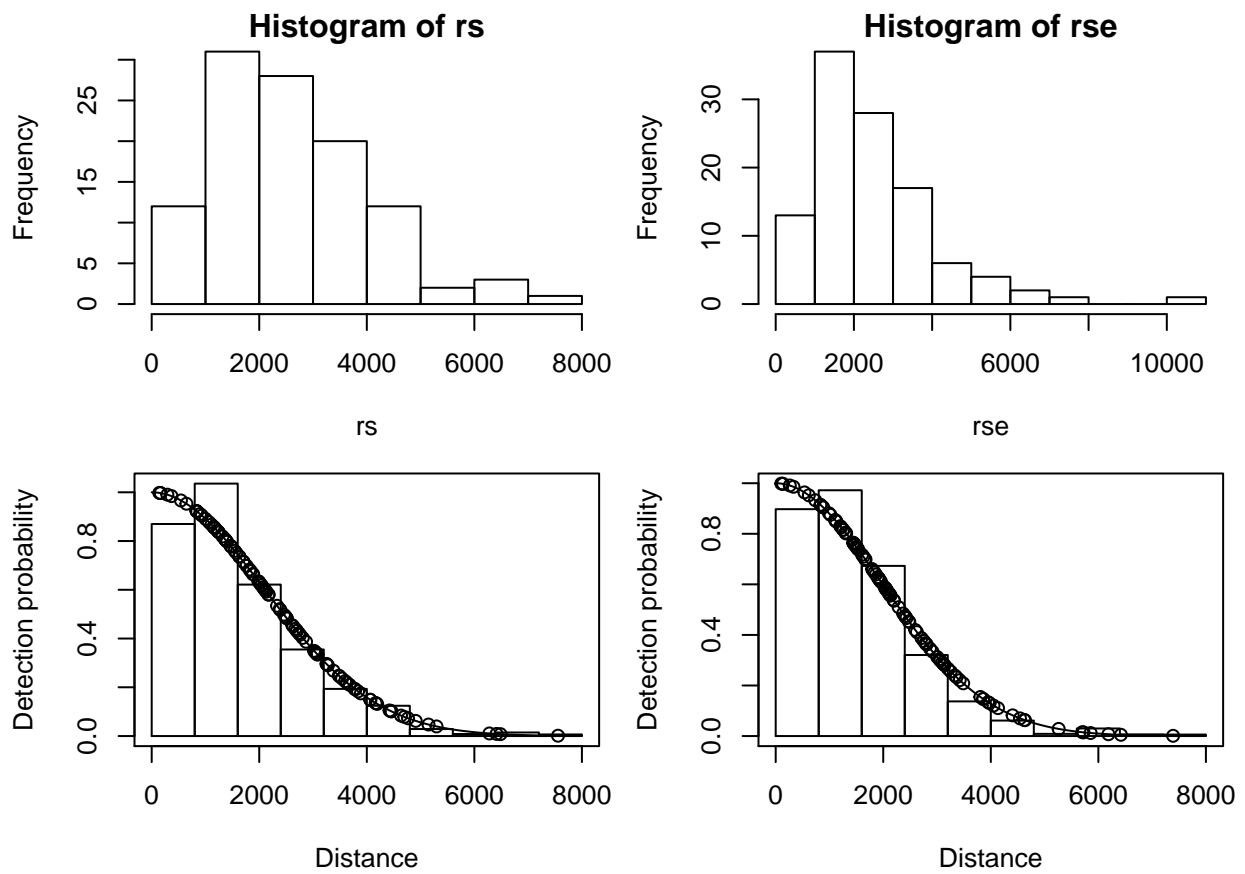 Histogram of rs
Frequency
0 5 15 25
0 2000 4000 6000 8000
rs
Histogram of rse
Frequency
0 10 20 30
0 2000 6000 10000
rse
Detection probability
0.0 0.4 0.8
0 2000 4000 6000 8000
Distance
Detection probability
0.0 0.4 0.8
0 2000 4000 6000 8000
Distance